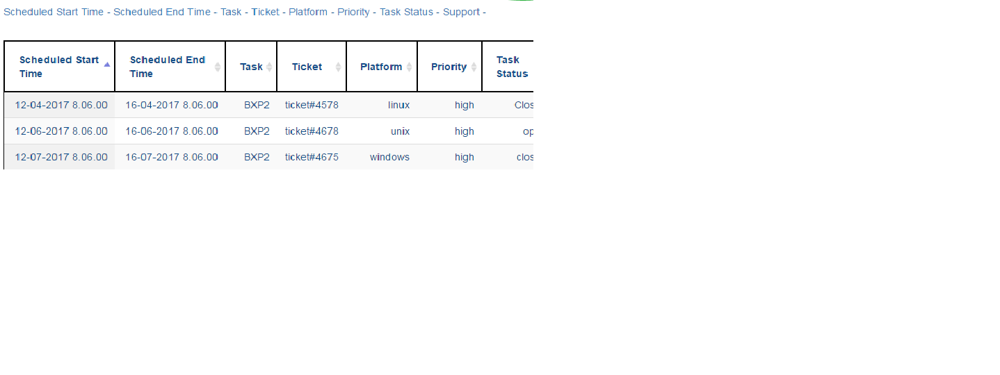 Scheduled Start Time - Scheduled End Time - Task - Ticket - Platform - Priority - Task Status - Support -
Scheduled Start Time Scheduled End Time Task Ticket Platform Priority Task Status
12-04-2017 8.06.00 16-04-2017 8.06.00 BXP2 ticket#4578 linux high Clos
12-06-2017 8.06.00 16-06-2017 8.06.00 BXP2 ticket#4678 unix high op
12-07-2017 8.06.00 16-07-2017 8.06.00 BXP2 ticket#4675 windows high clos